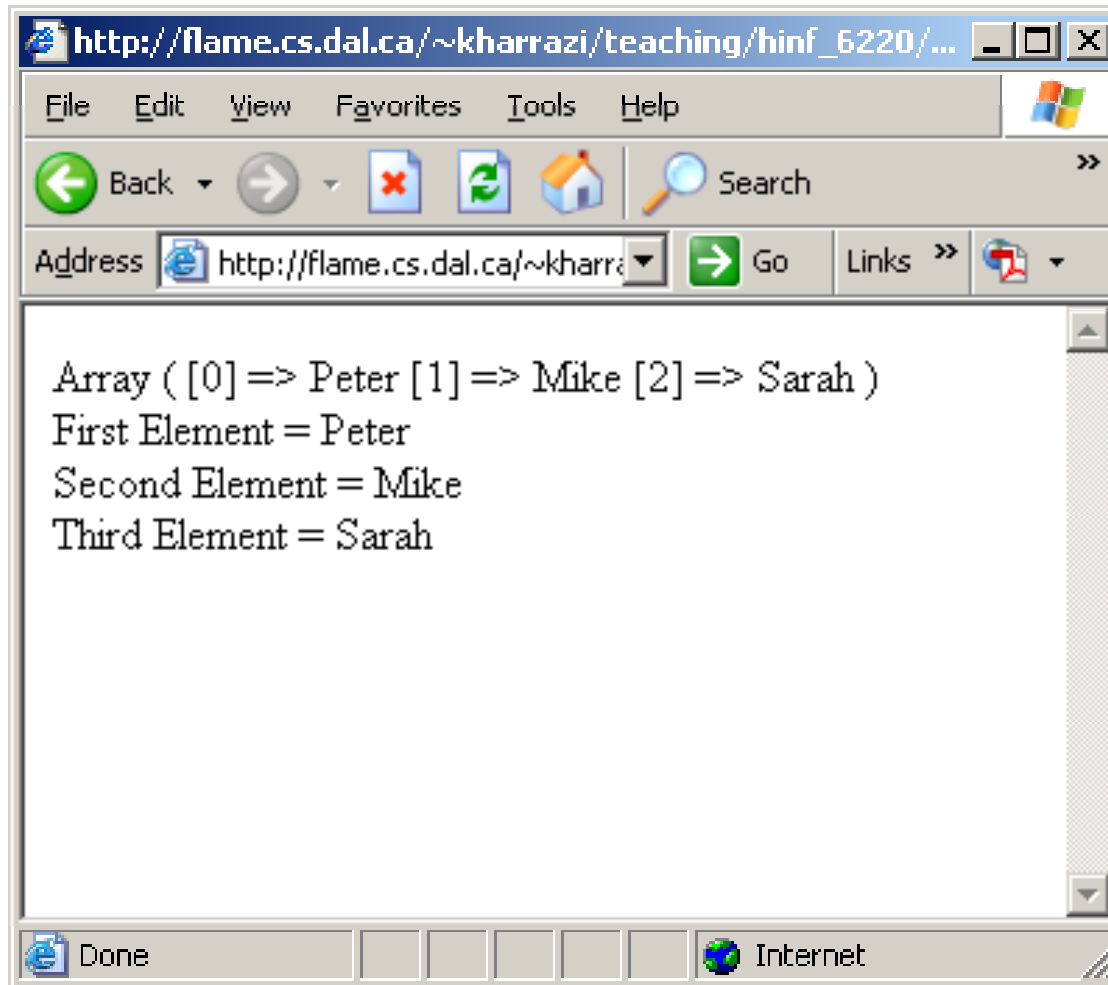 http://flame.cs.dal.ca/~kharrazi/teaching/hinf_6220/...
File Edit View Favorites Tools Help
Back Search »
Address http://flame.cs.dal.ca/~kharra Go Links »
Array ( [0] => Peter [1] => Mike [2] => Sarah )
First Element = Peter
Second Element = Mike
Third Element = Sarah
Done Internet